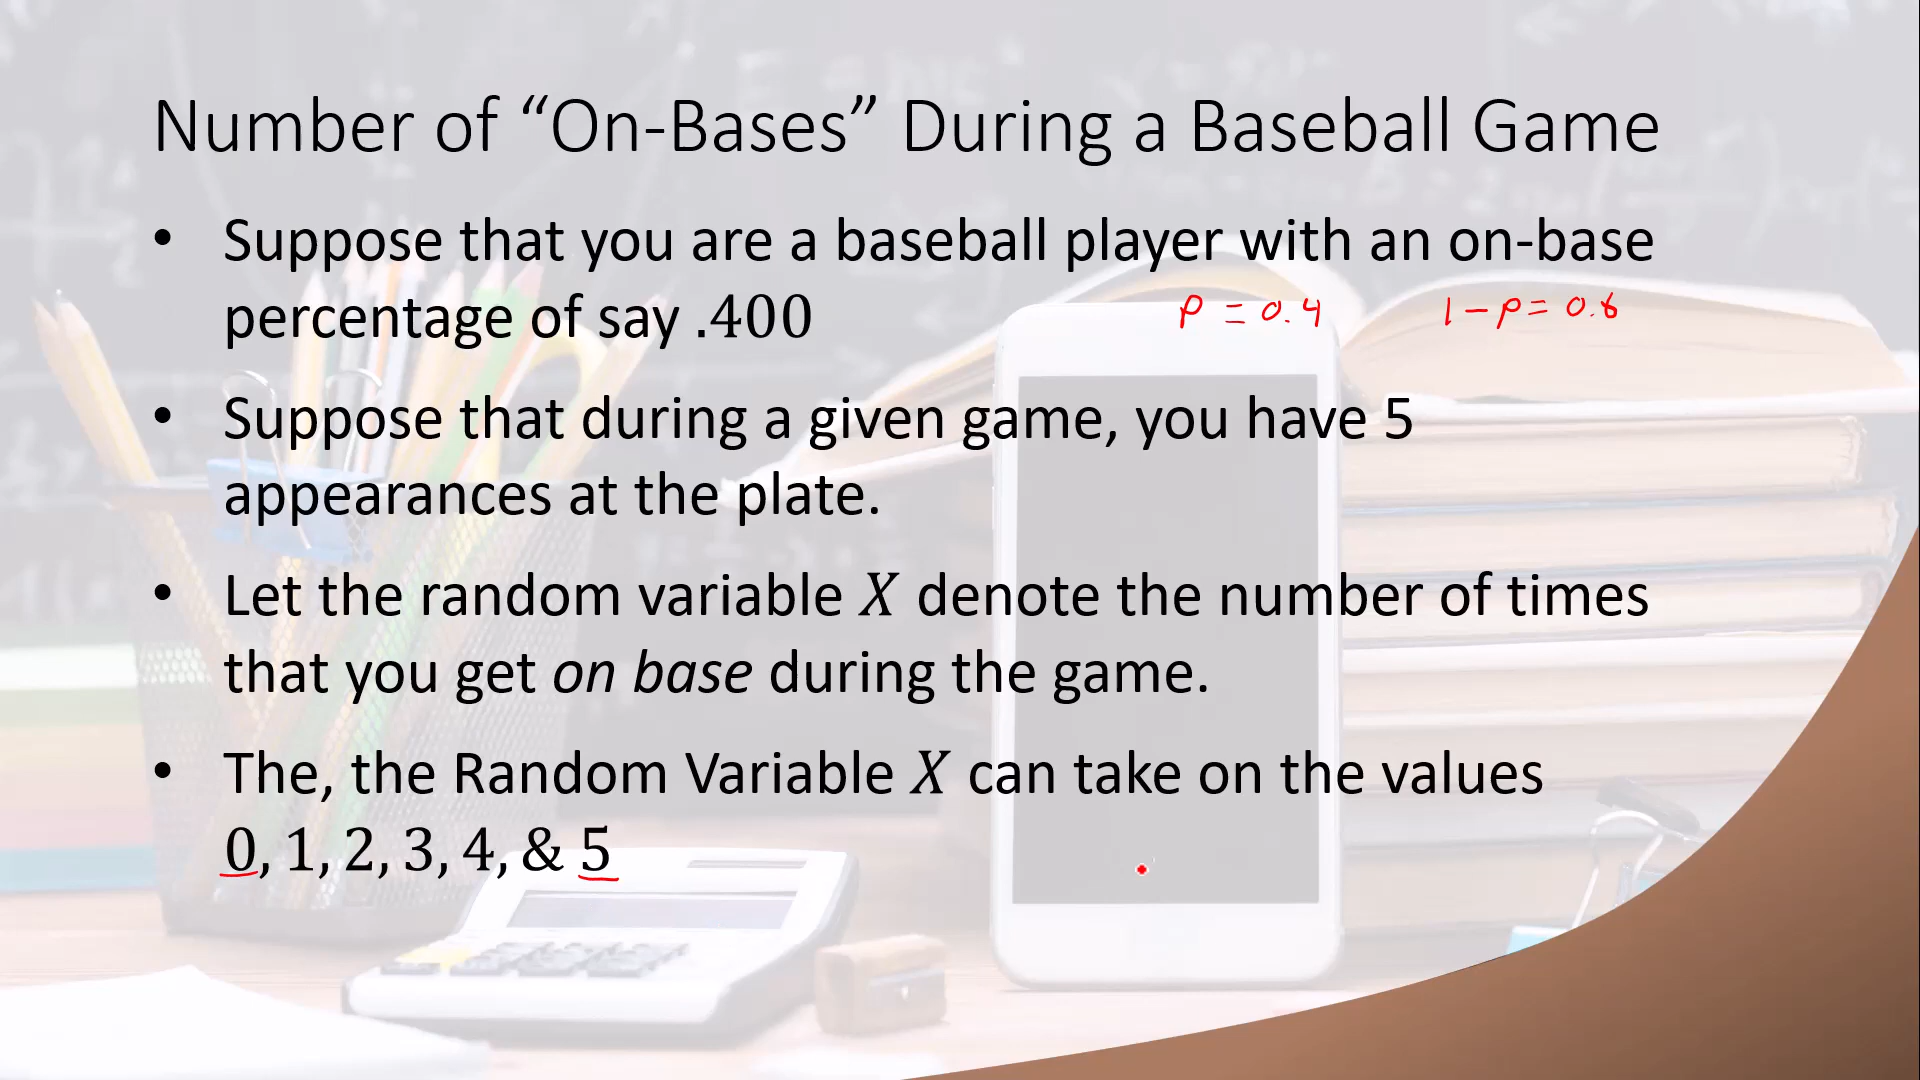 Number of “On-Bases” During a Baseball Game
• Suppose that you are a baseball player with an on-base
percentage of say .400
p = 0.4 1-p = 0.6
• Suppose that during a given game, you have 5
appearances at the plate.
• Let the random variable X denote the number of times
that you get on base during the game.
• The, the Random Variable X can take on the values
0, 1, 2, 3, 4, & 5